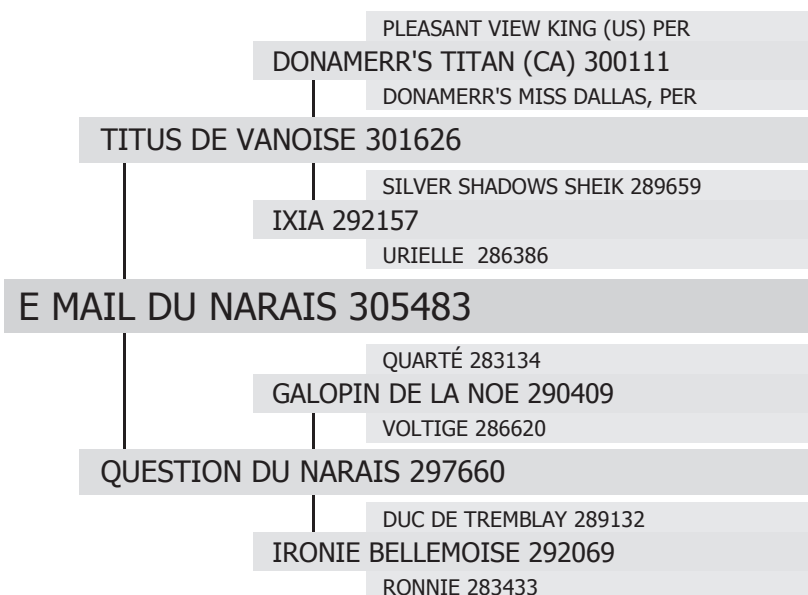 PLEASANT VIEW KING (US) PER
DONAMERR'S TITAN (CA) 300111
DONAMERR'S MISS DALLAS, PER
TITUS DE VANOISE 301626
SILVER SHADOWS SHEIK 289659
IXIA 292157
URIELLE 286386
E MAIL DU NARAIS 305483
QUARTÉ 283134
GALOPIN DE LA NOE 290409
VOLTIGE 286620
QUESTION DU NARAIS 297660
DUC DE TREMBLAY 289132
IRONIE BELLEMOISE 292069
RONNIE 283433